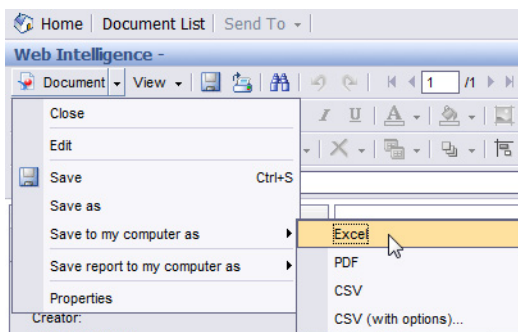 Home Document List Send To
Web Intelligence -
Document View 1 /1
I U A
Close
Edit
Save Ctrl+S
Save as
Save to my computer as
Excel
PDF
CSV
CSV (with options)...
Save report to my computer as
Properties
Creator: